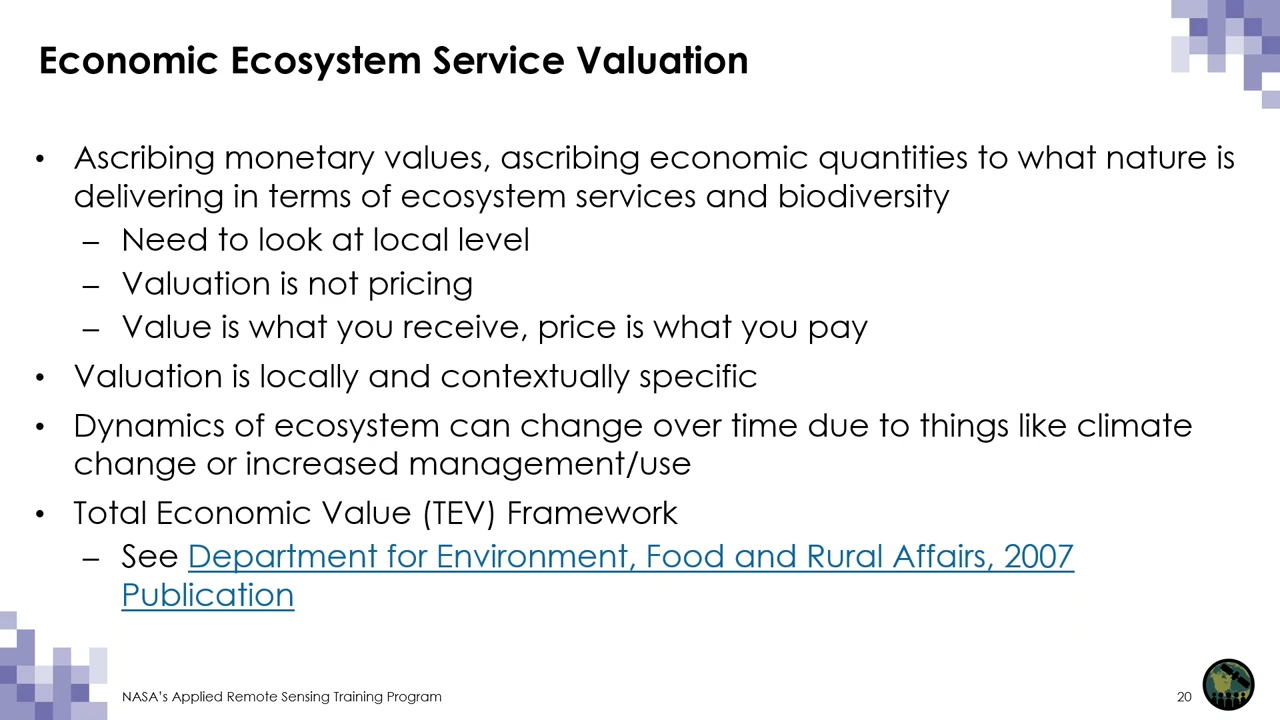 Economic Ecosystem Service Valuation
• Ascribing monetary values, ascribing economic quantities to what nature is
delivering in terms of ecosystem services and biodiversity
– Need to look at local level
– Valuation is not pricing
– Value is what you receive, price is what you pay
• Valuation is locally and contextually specific
• Dynamics of ecosystem can change over time due to things like climate
change or increased management/use
• Total Economic Value (TEV) Framework
– See Department for Environment, Food and Rural Affairs, 2007
Publication
NASA's Applied Remote Sensing Training Program
20